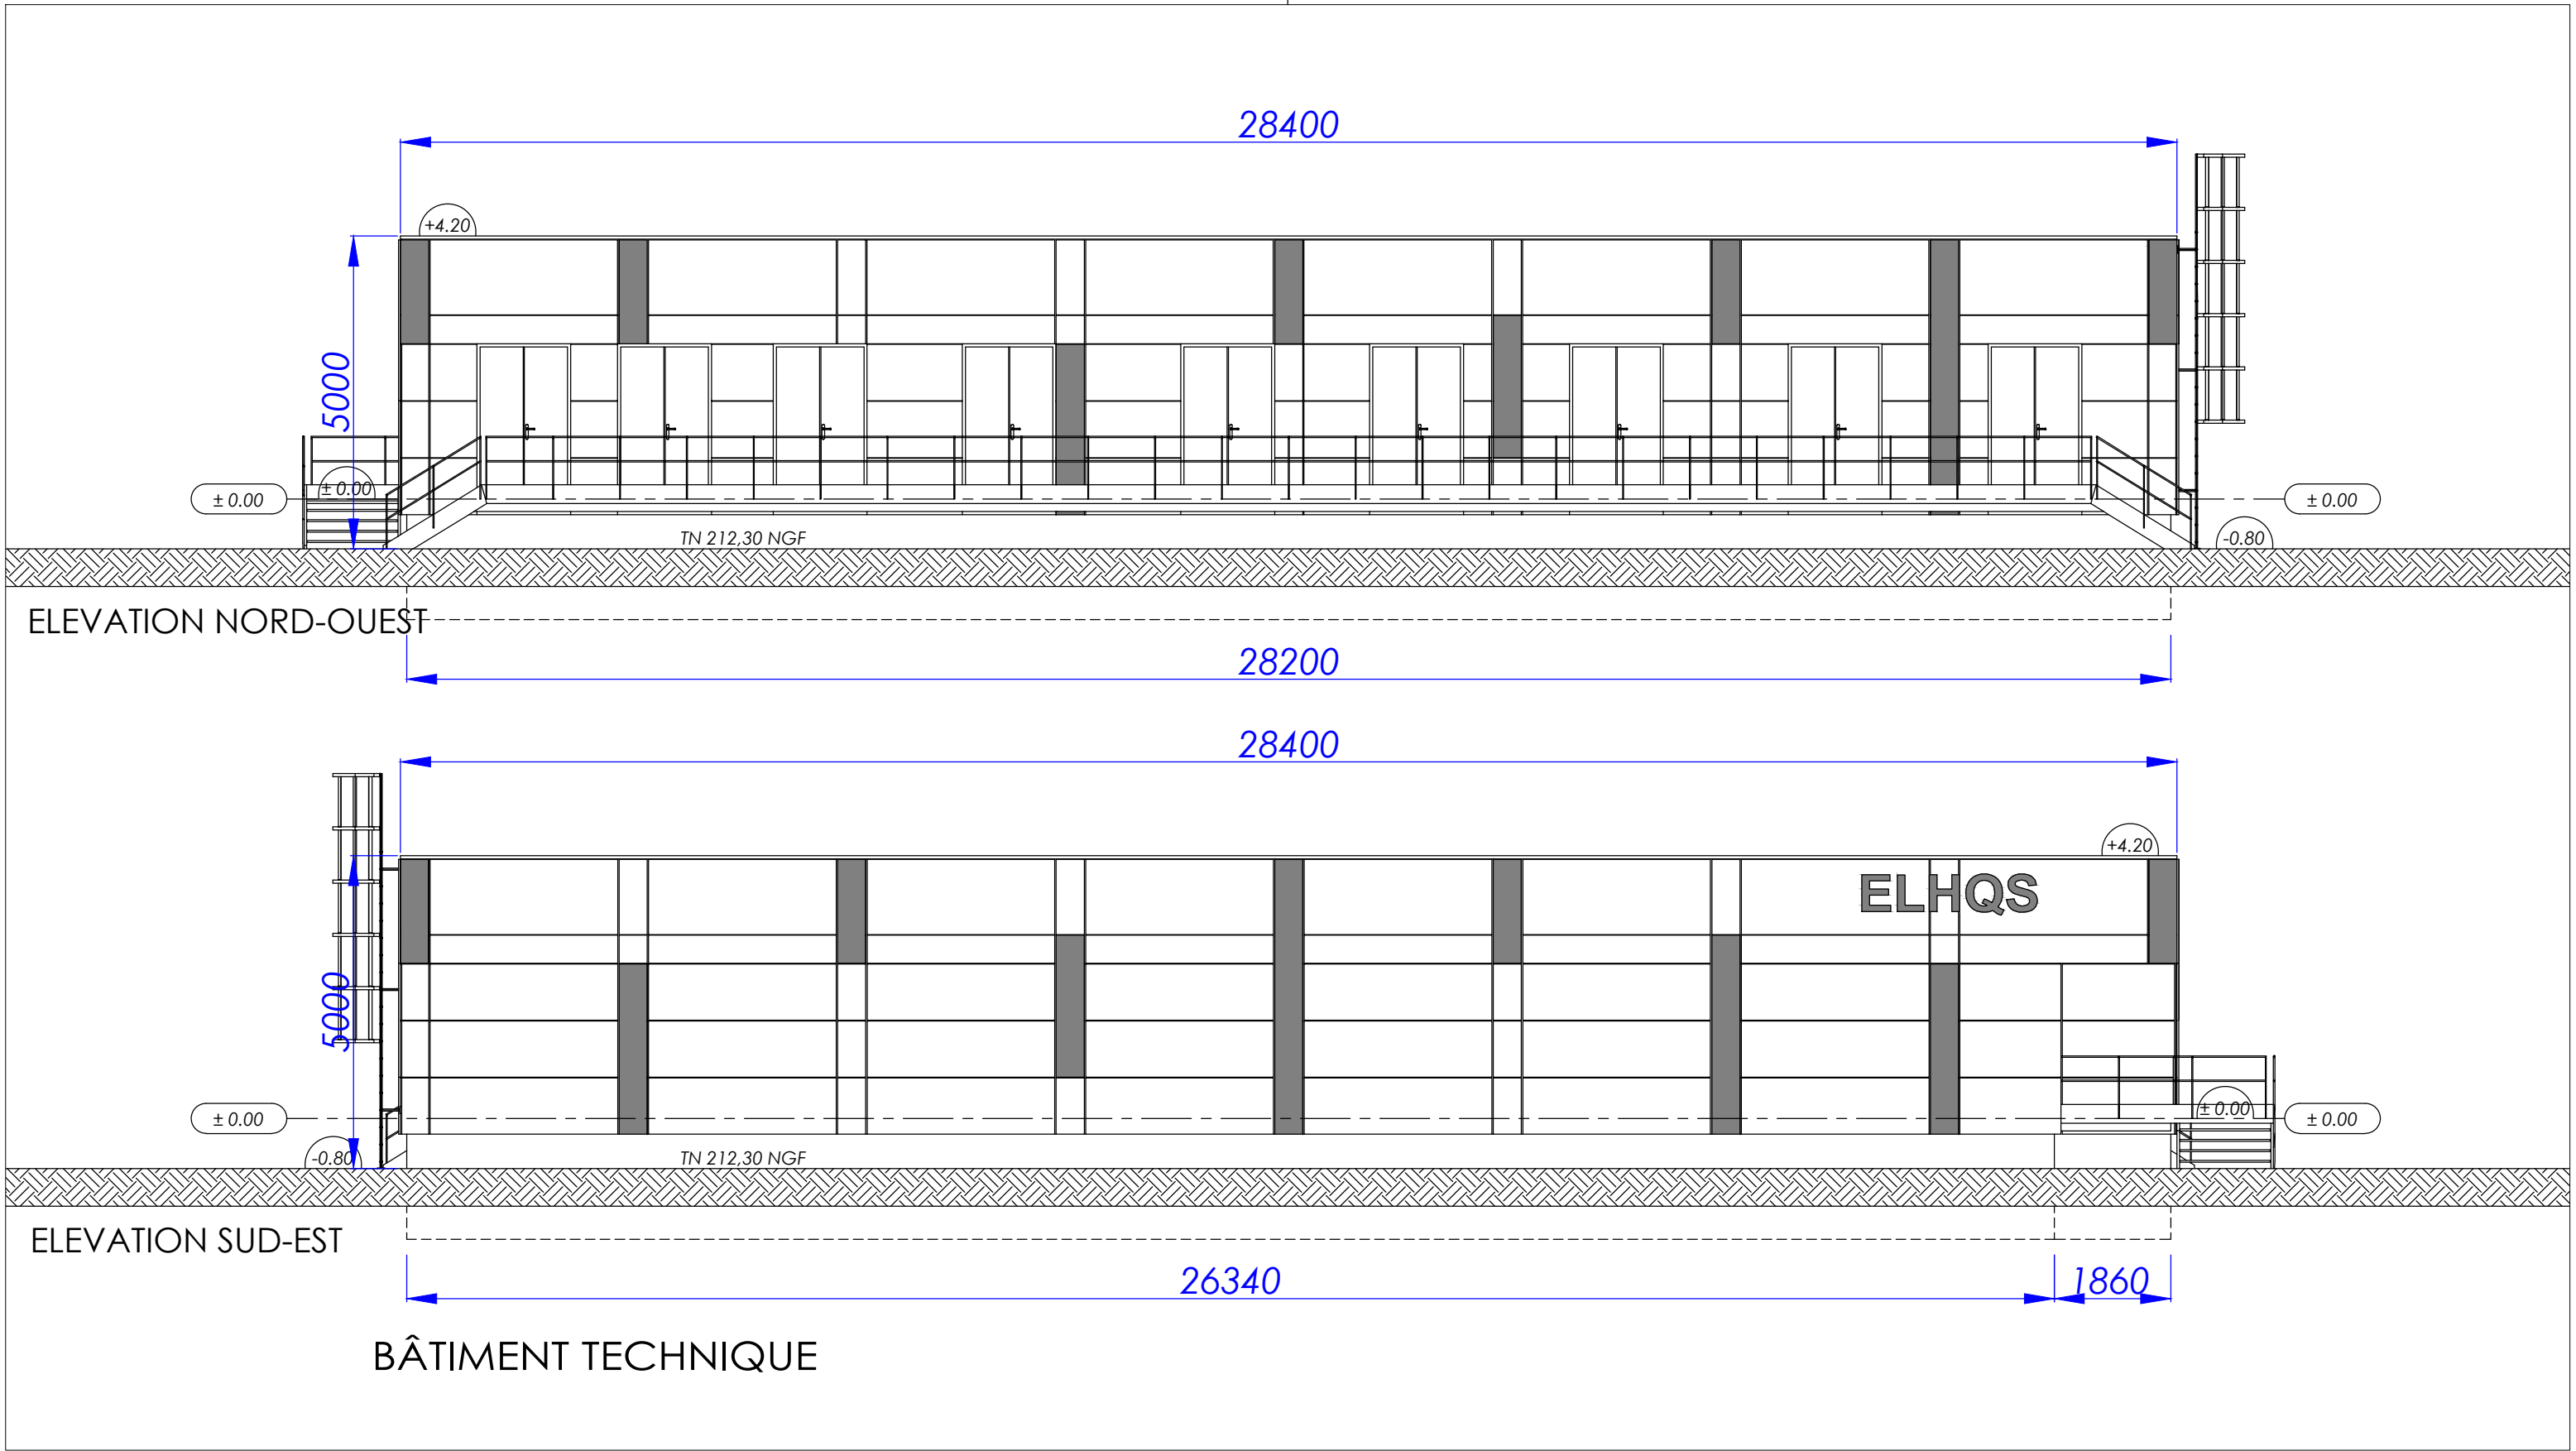 28400
+4.20
5000
± 0.00
± 0.00
± 0.00
TN 212,30 NGF
-0.80
ELEVATION NORD-OUEST
28200
28400
+4.20
ELHQS
5000
± 0.00
± 0.00
± 0.00
-0.80
TN 212,30 NGF
ELEVATION SUD-EST
26340
1860
BÂTIMENT TECHNIQUE